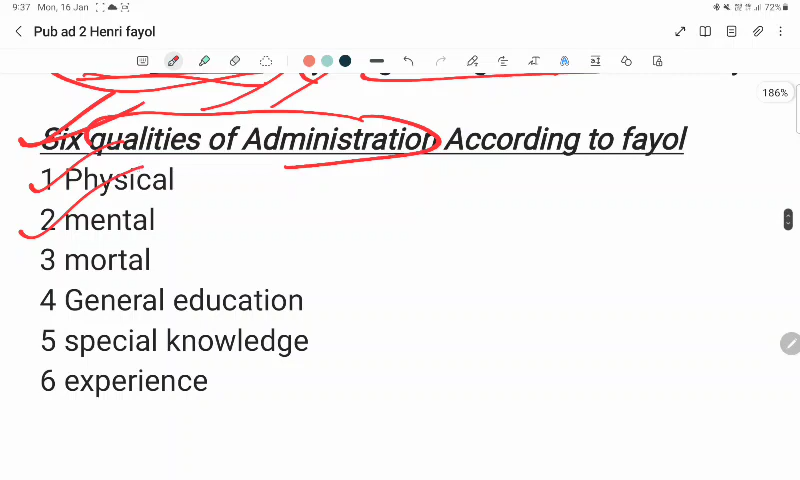 9:37 Mon, 16 Jan 72%
Pub ad 2 Henri fayol
186%
Six qualities of Administration According to fayol
1 Physical
2 mental
3 mortal
4 General education
5 special knowledge
6 experience